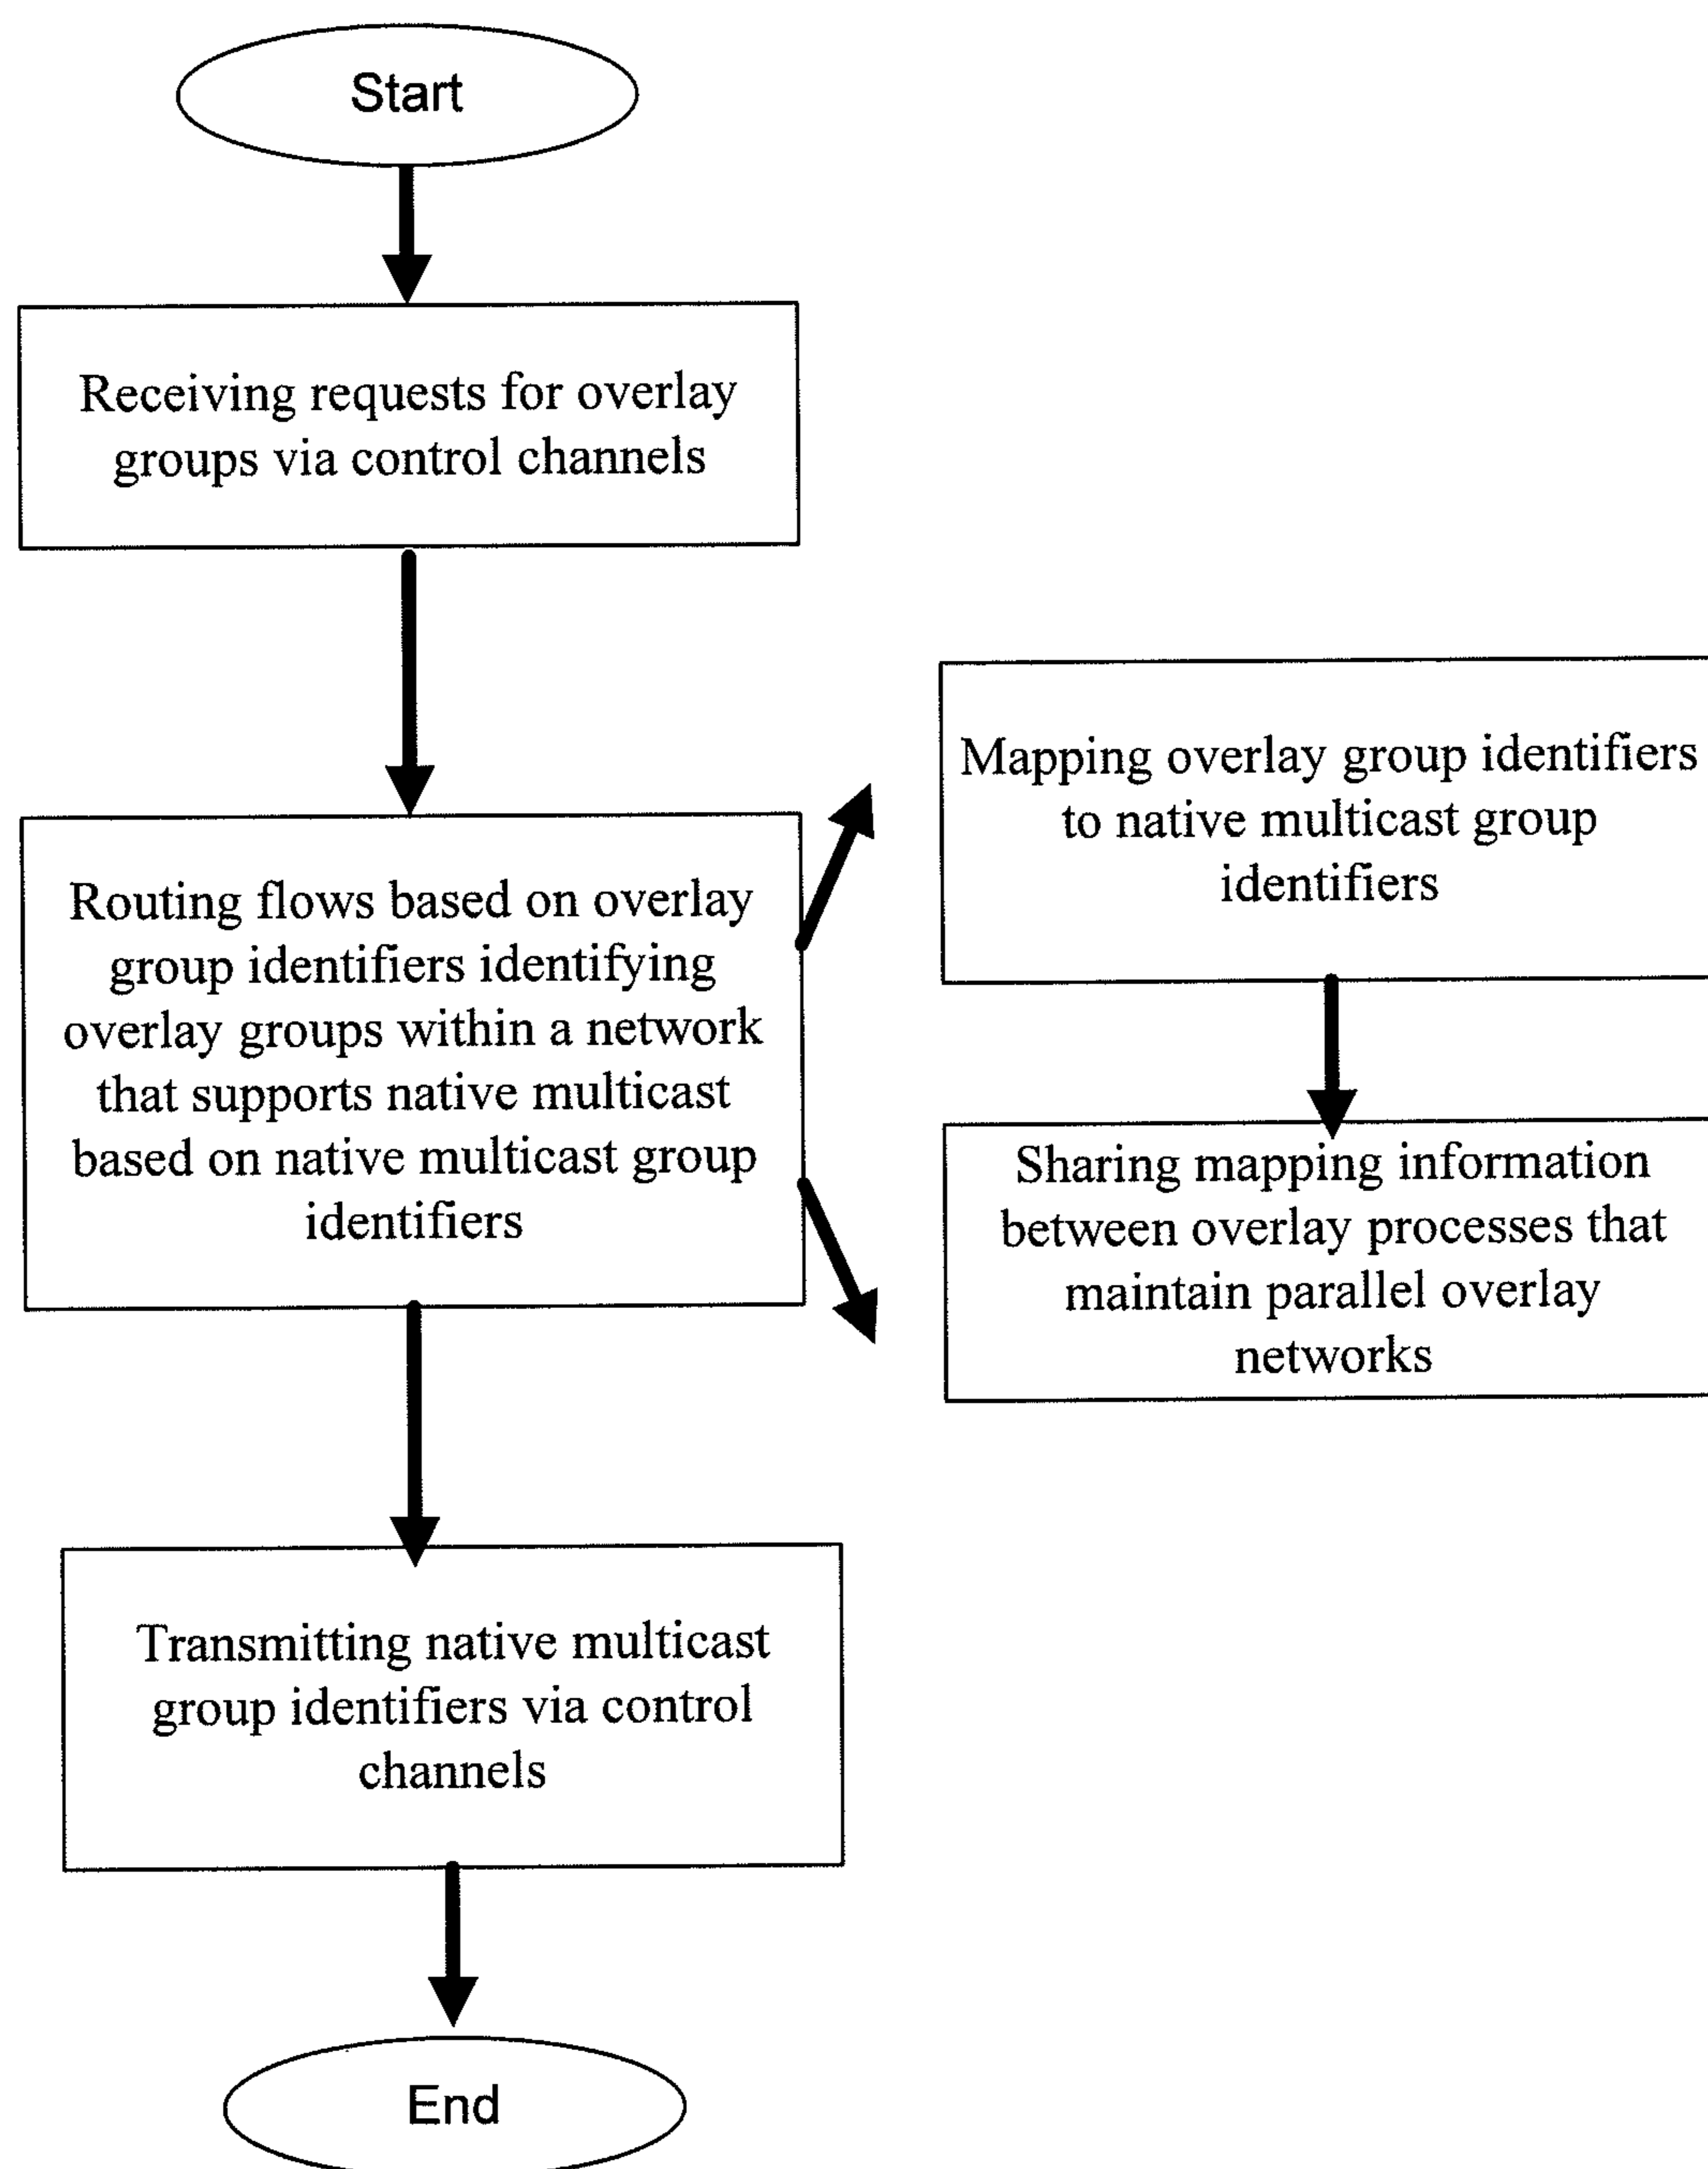 Start
Receiving requests for overlay
groups via control channels
Routing flows based on overlay
group identifiers identifying
overlay groups within a network
that supports native multicast
based on native multicast group
identifiers
Mapping overlay group identifiers
to native multicast group
identifiers
Sharing mapping information
between overlay processes that
maintain parallel overlay
networks
Transmitting native multicast
group identifiers via control
channels
End